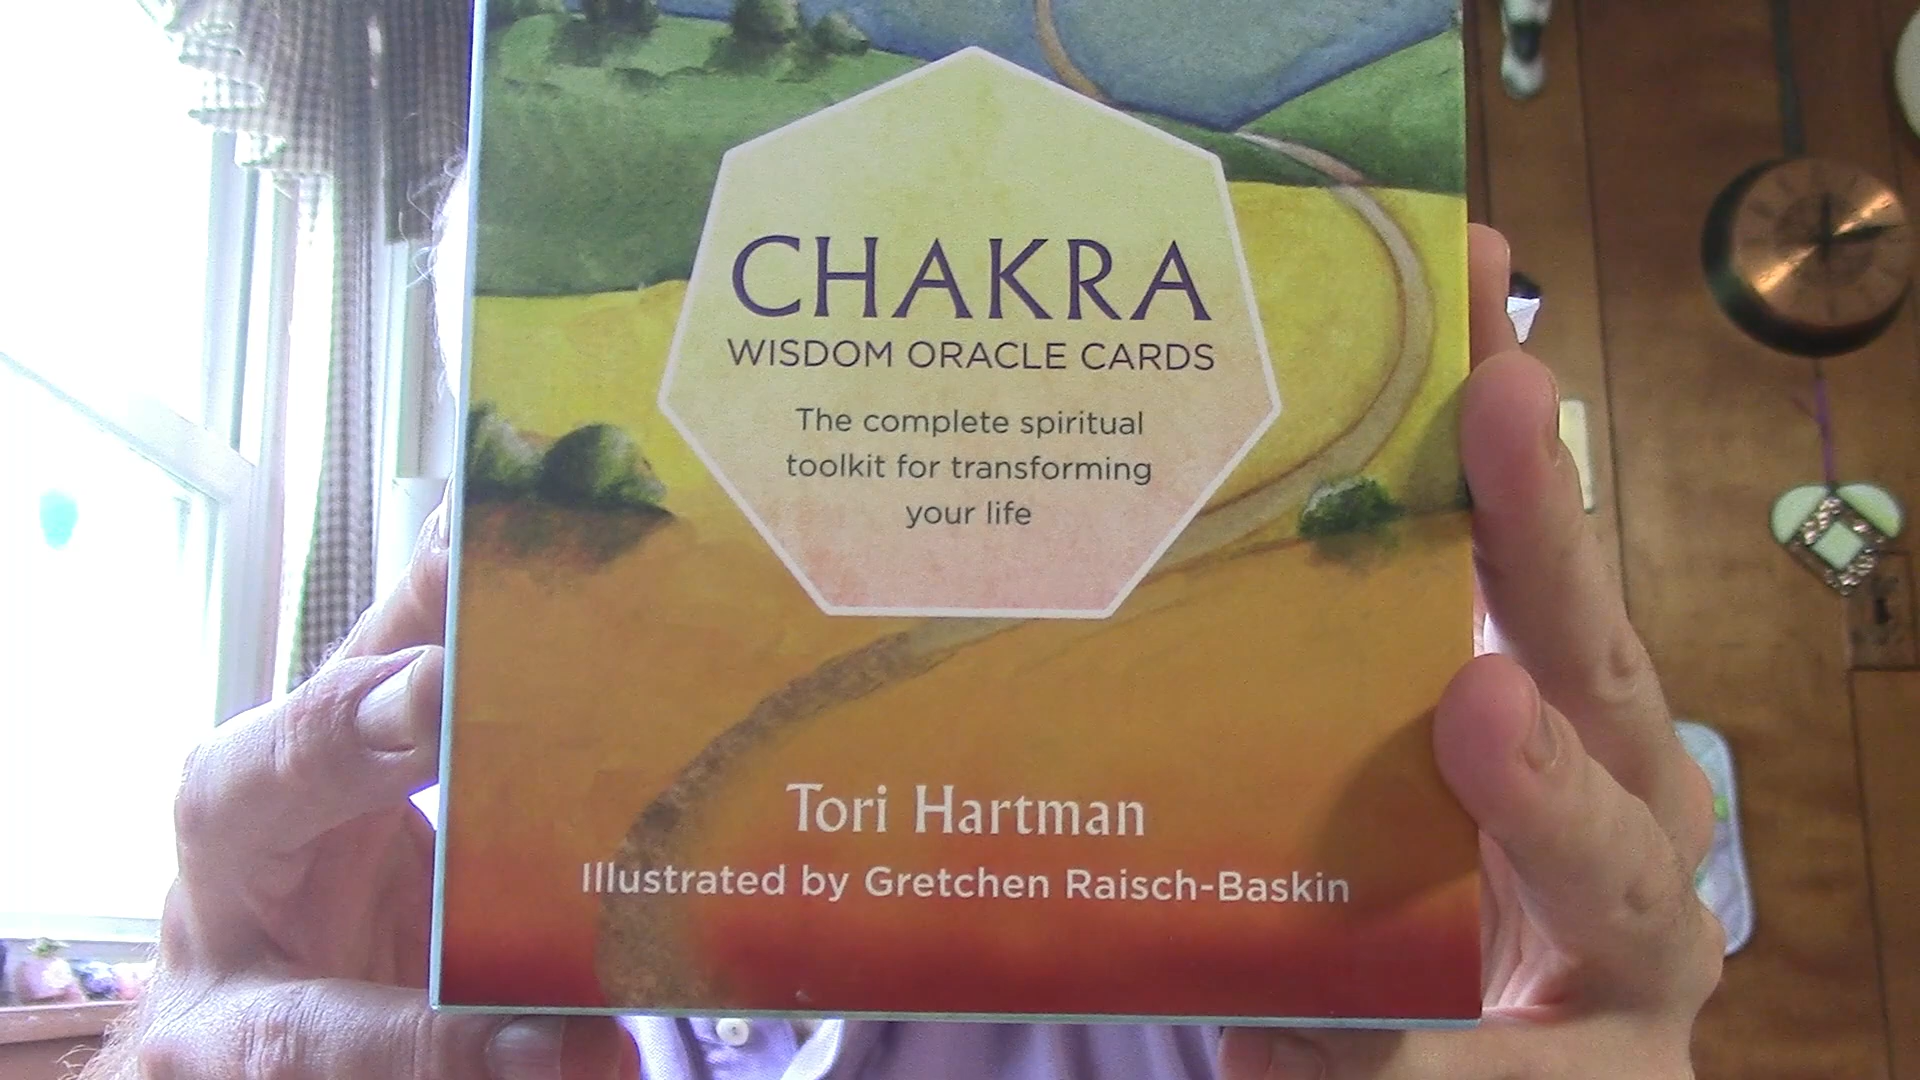 CHAKRA
WISDOM ORACLE CARDS
The complete spiritual
toolkit for transforming
your life
Tori Hartman
Illustrated by Gretchen Raisch-Baskin